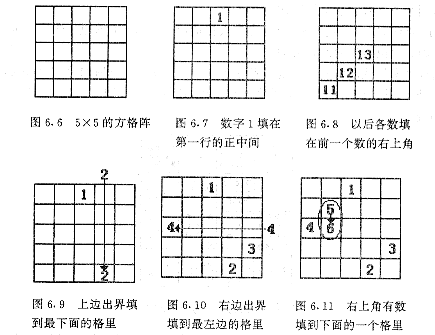 1
13
12
11
图 6.6 5×5 的方格阵
图 6.7 数字 1 填在
第一行的正中间
图 6.8 以后各数填
在前一个数的右上角
2
1
2
1
4
4
3
2
1
5
4
6
3
2
图 6.9 上边出界填
到最下面的格里
图 6.10 右边出界
填到最左边的格里
图 6.11 右上角有数
填到下面的一个格里